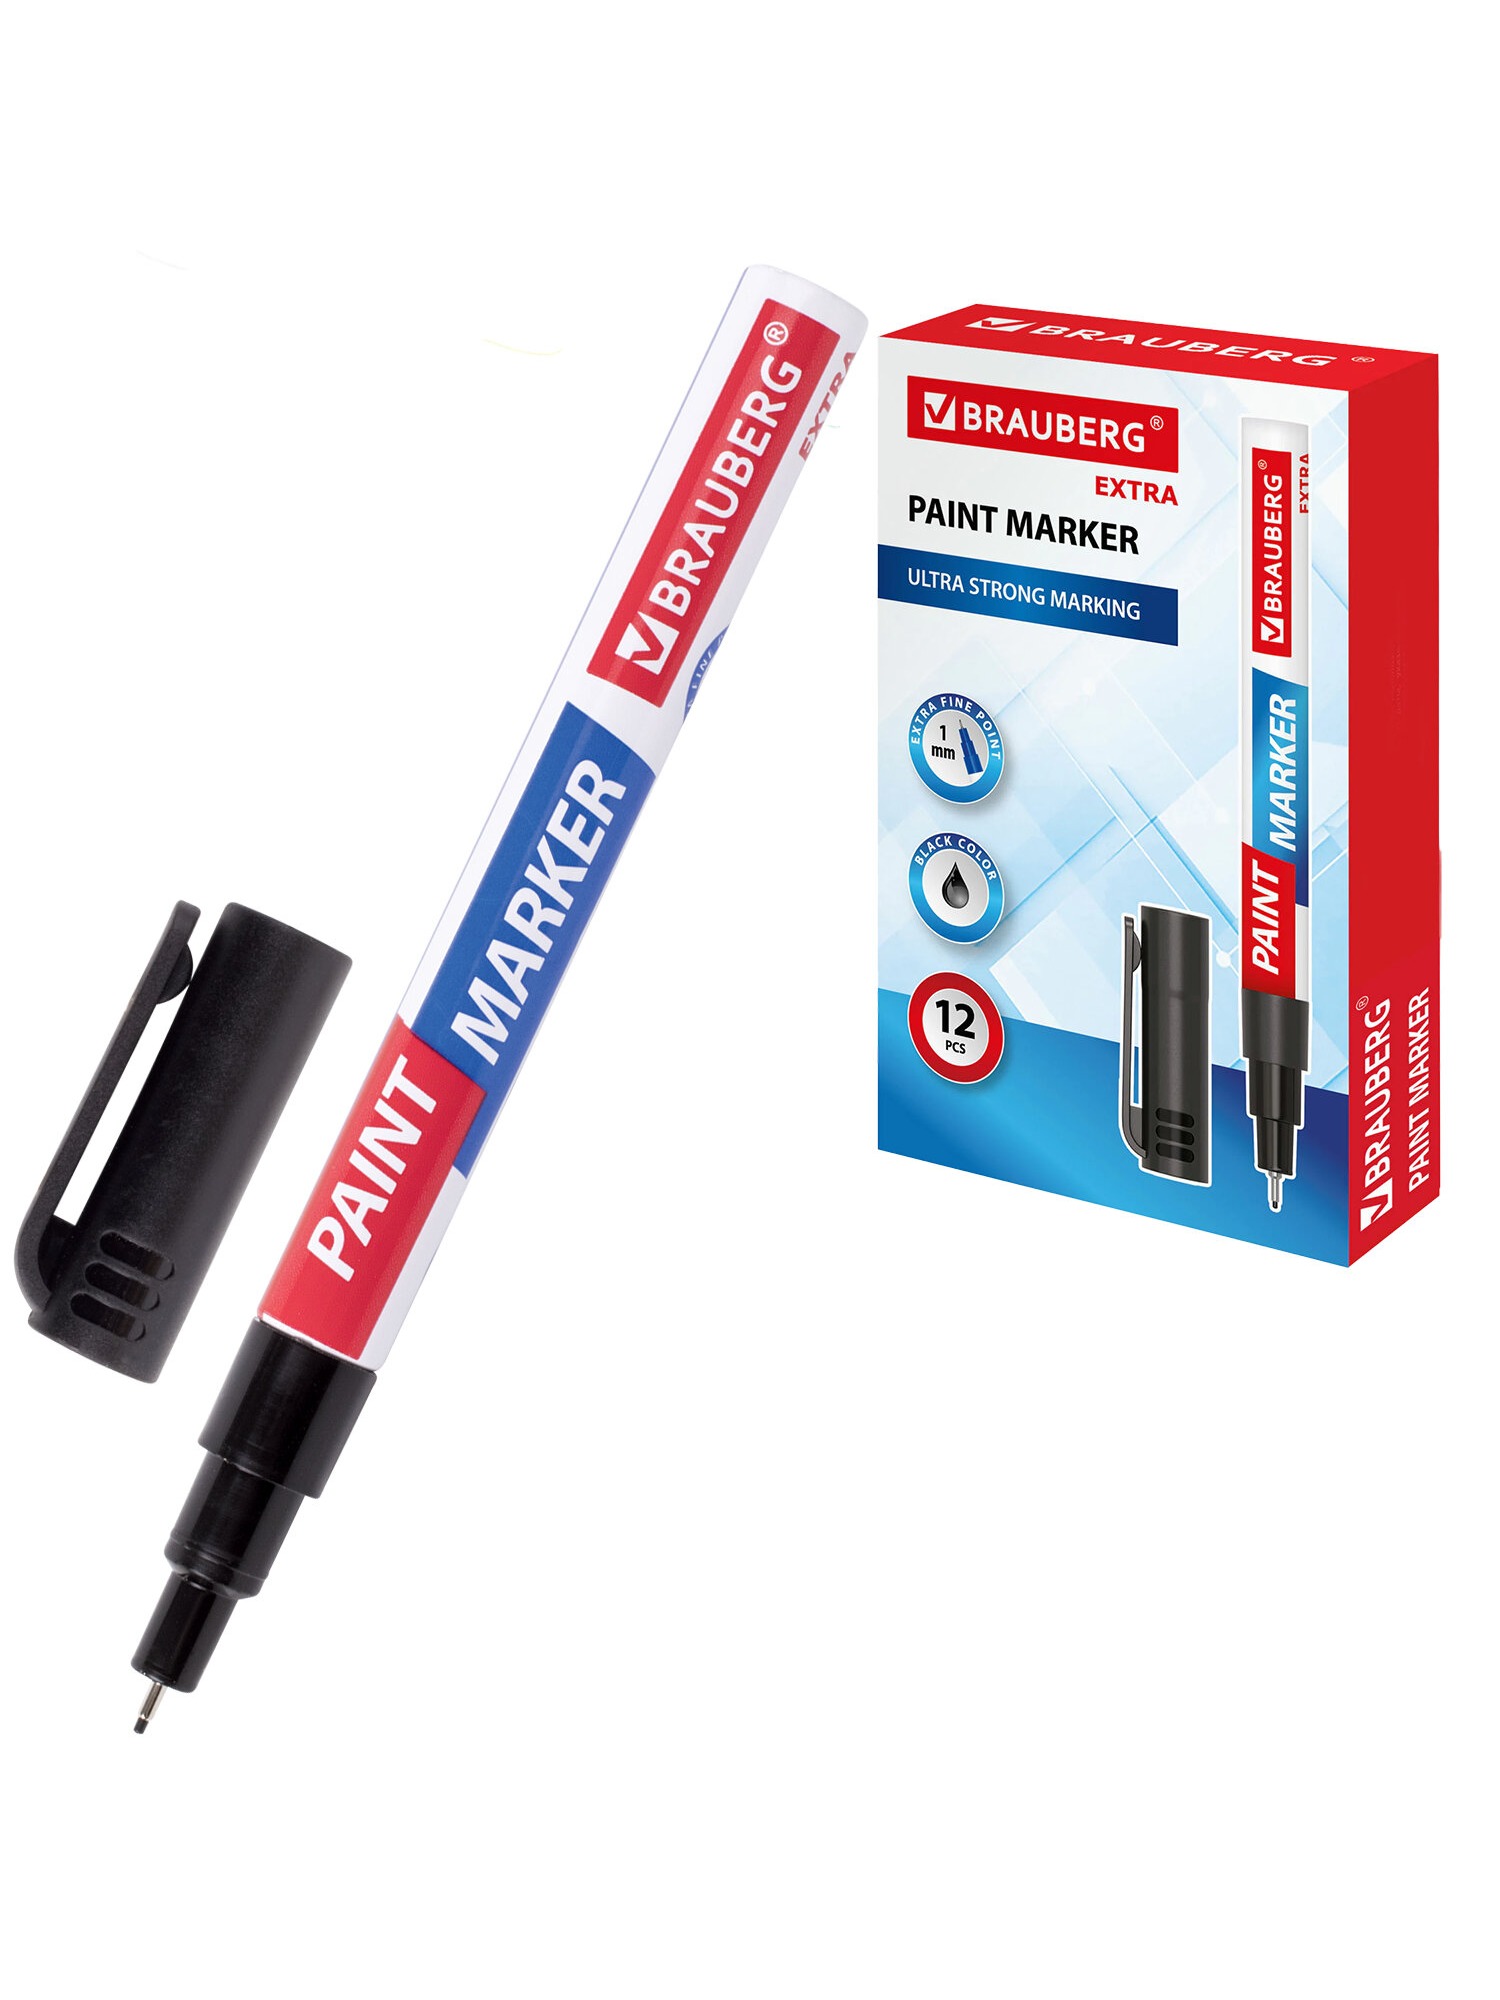 BRAUBERG®
EXTRA
MARKER
PAINT
BRAUBERG®
BRAUBERG®
EXTRA
PAINT MARKER
ULTRA STRONG MARKING
EXTRA FINE POINT
1
mm
BLACK COLOR
12
PCS
BRAUBERG®
EXTRA
MARKER
PAINT
BRAUBERG®
PAINT MARKER